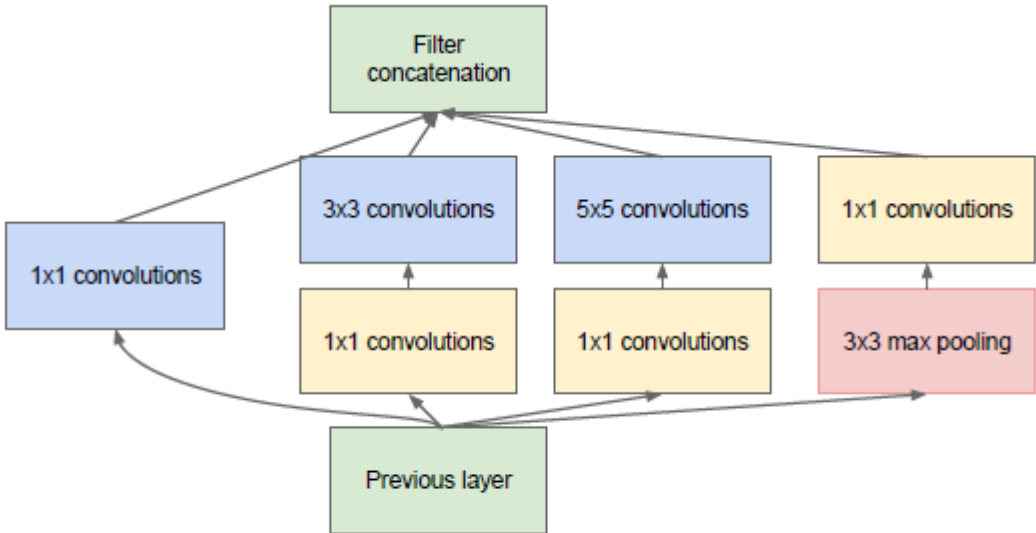 Filter
concatenation
3x3 convolutions
5x5 convolutions
1x1 convolutions
1x1 convolutions
1x1 convolutions
1x1 convolutions
3x3 max pooling
Previous layer